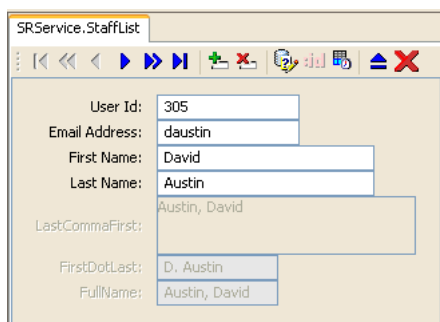 SRService.StaffList
:id
User Id: 305
Email Address: daustin
First Name: David
Last Name: Austin
LastCommaFirst: Austin, David
FirstDotLast: D. Austin
FullName: Austin, David